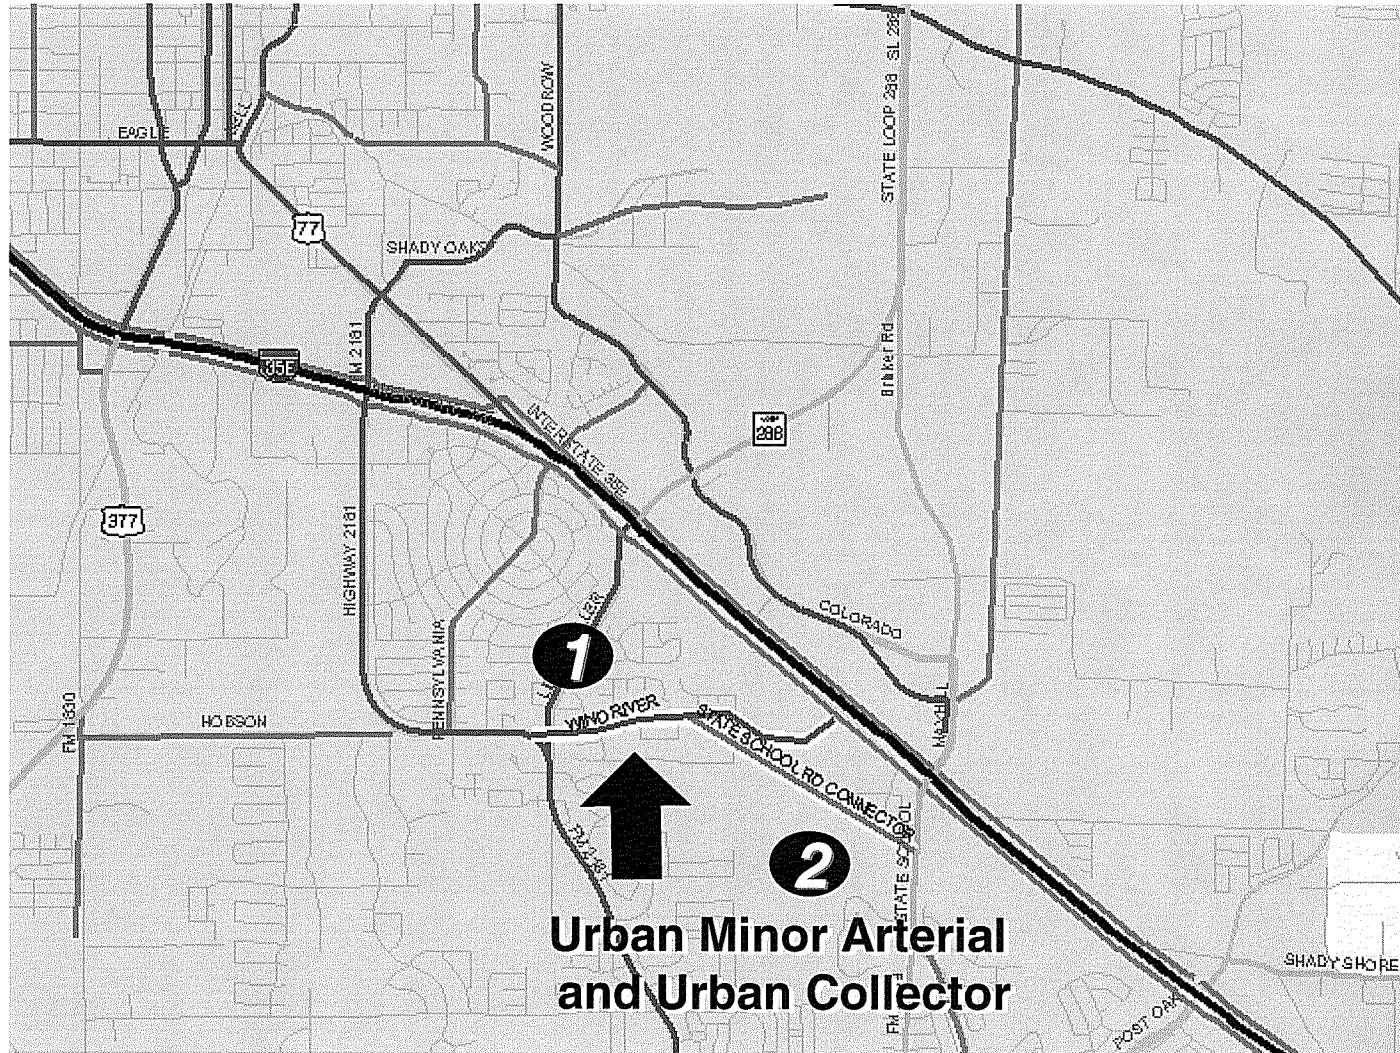 SL 288
STATE LOOP 288
WOODROW
EAGLE
BELL
77
SHADY OAKS
M 2181
35E
Brinker Rd
INTERSTATE 35E
288
377
HIGHWAY 2181
COLORADO
PENNSYLVANIA
1
MAYHILL
FM 1830
HOBSON
WIND RIVER
STATE SCHOOL RD CONNECTOR
STATE SCHOOL
2
Urban Minor Arterial
and Urban Collector
SHADY SHORE
POST OAK
FM